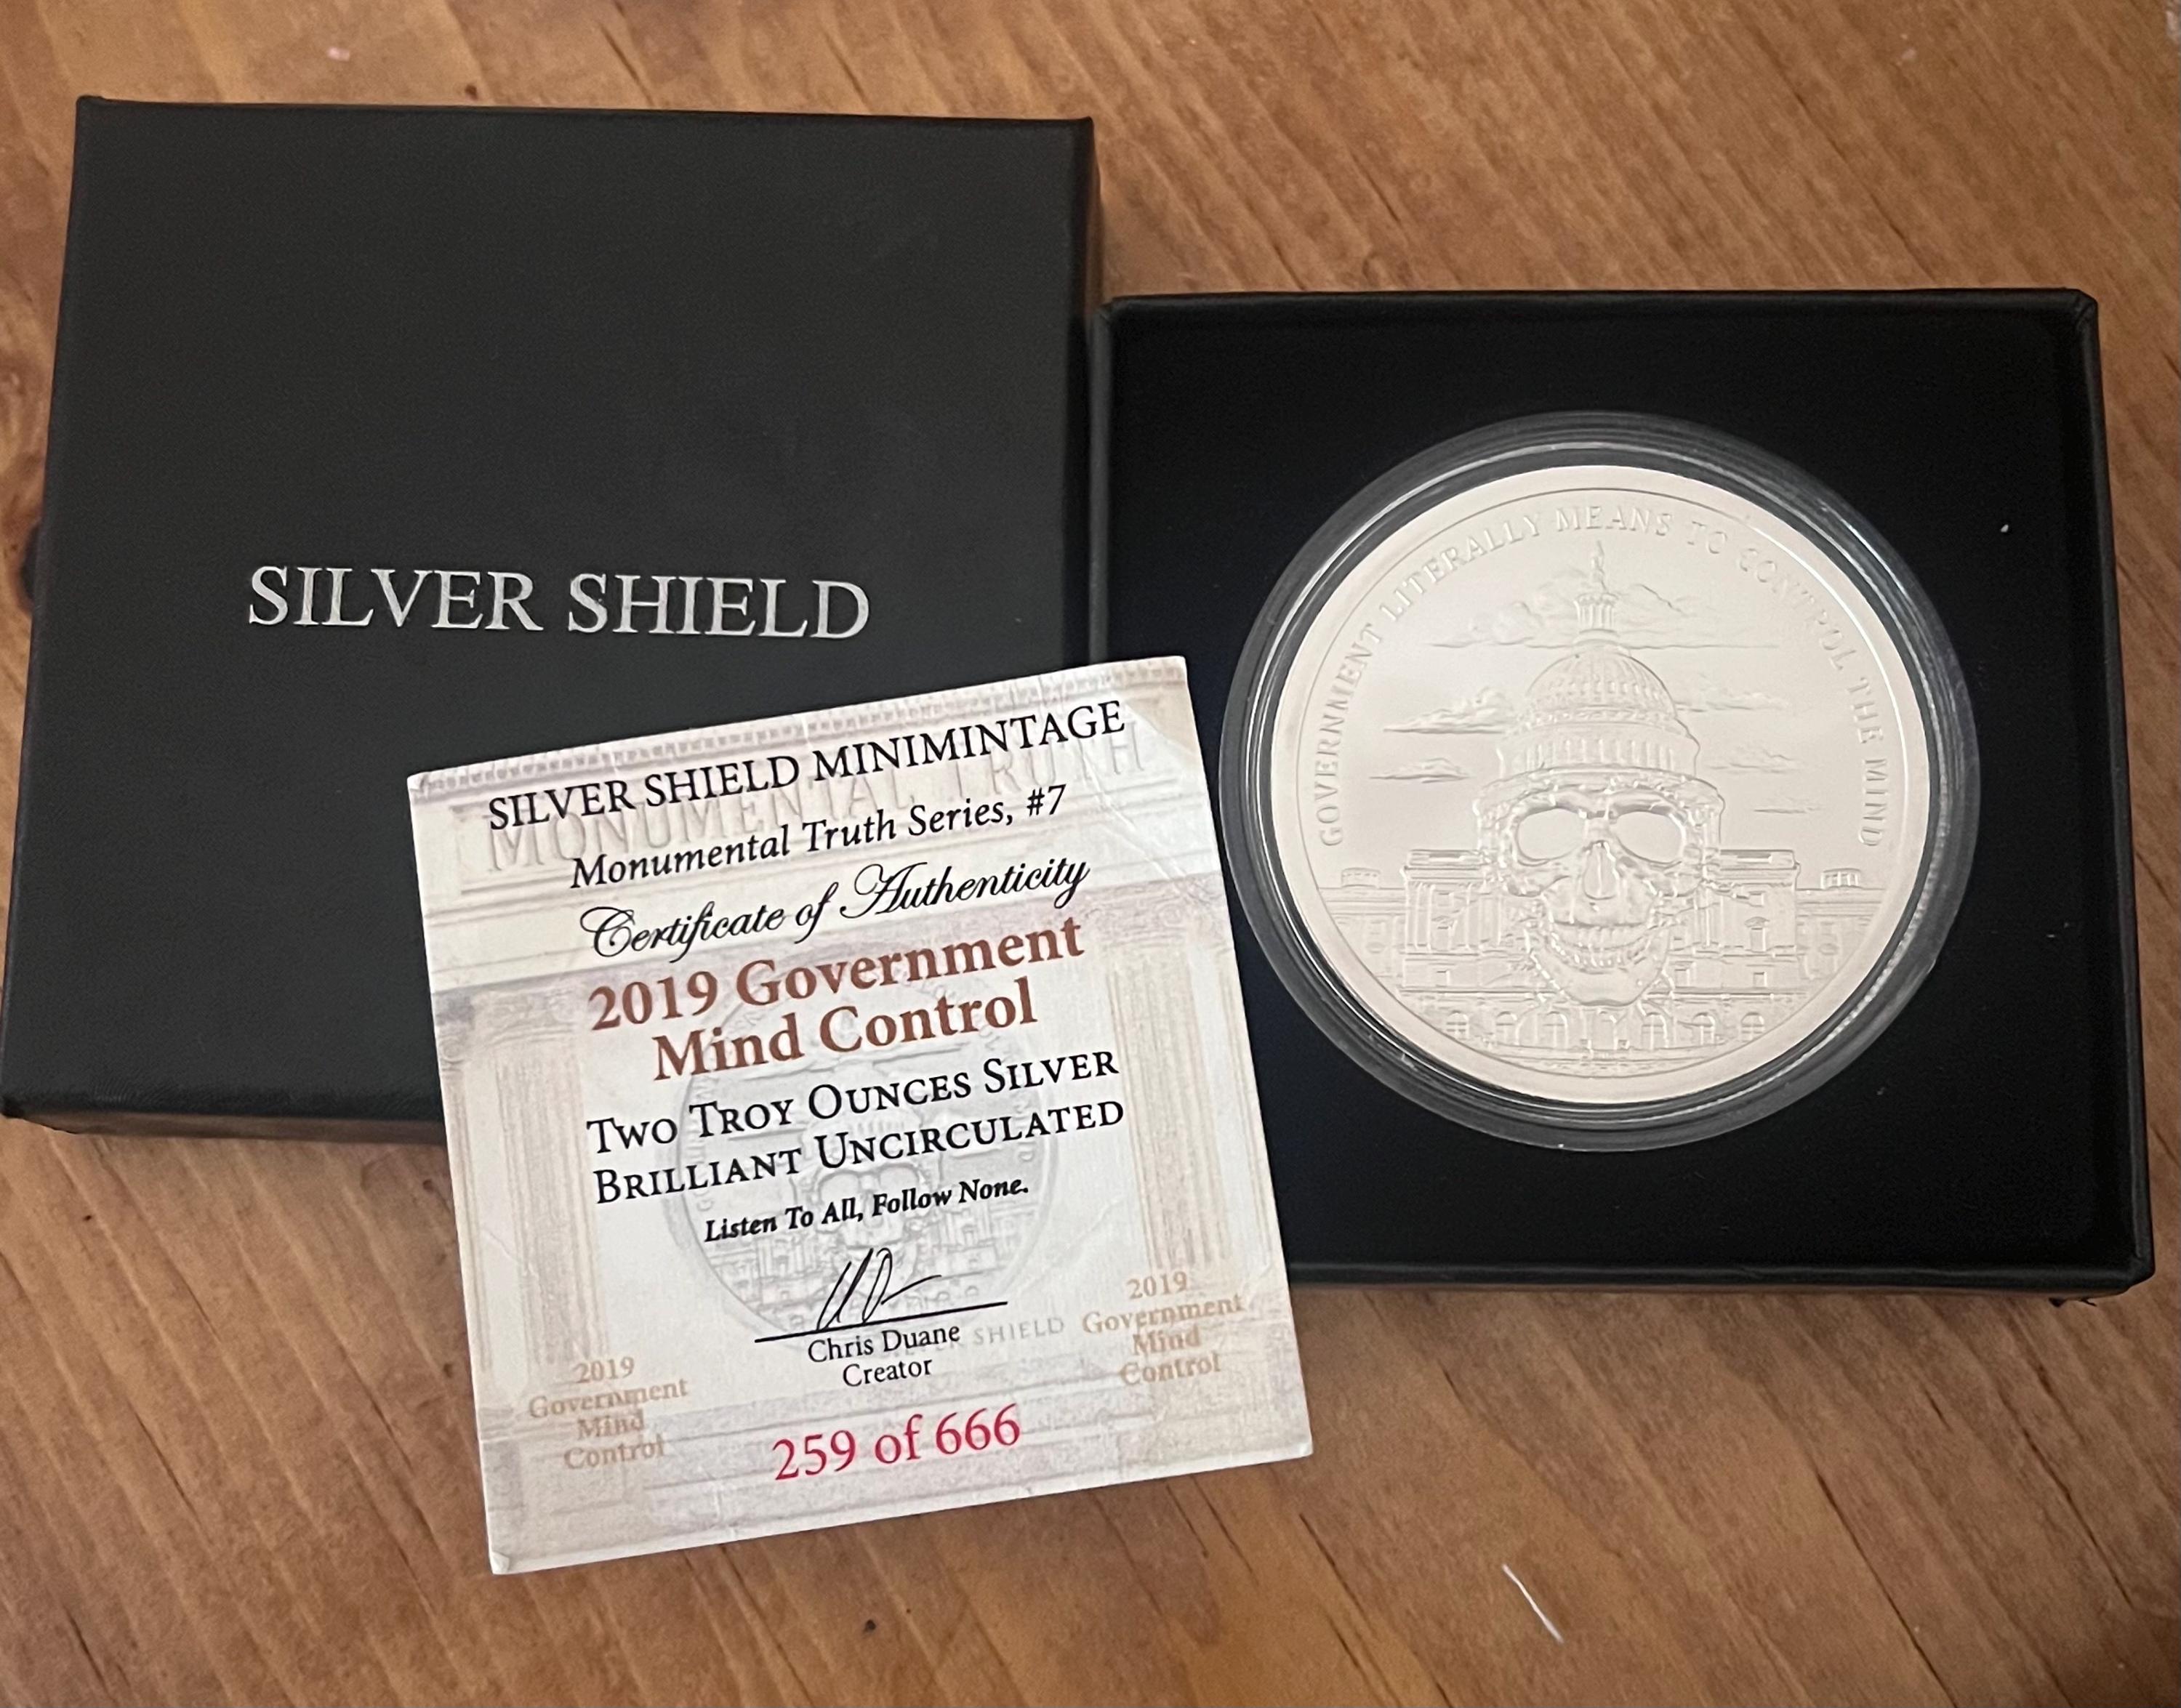 SILVER SHIELD
SILVER SHIELD MINIMINTAGE
MONUMENTAL TRUTH
Monumental Truth Series, #7
Certificate of Authenticity
2019 Government
Mind Control
TWO TROY OUNCES SILVER
BRILLIANT UNCIRCULATED
Listen To All, Follow None.
Chris Duane
Creator
SHIELD
2019
Government
Mind
Control
2019
Government
Mind
Control
259 of 666
GOVERNMENT LITERALLY MEANS TO CONTROL THE MIND